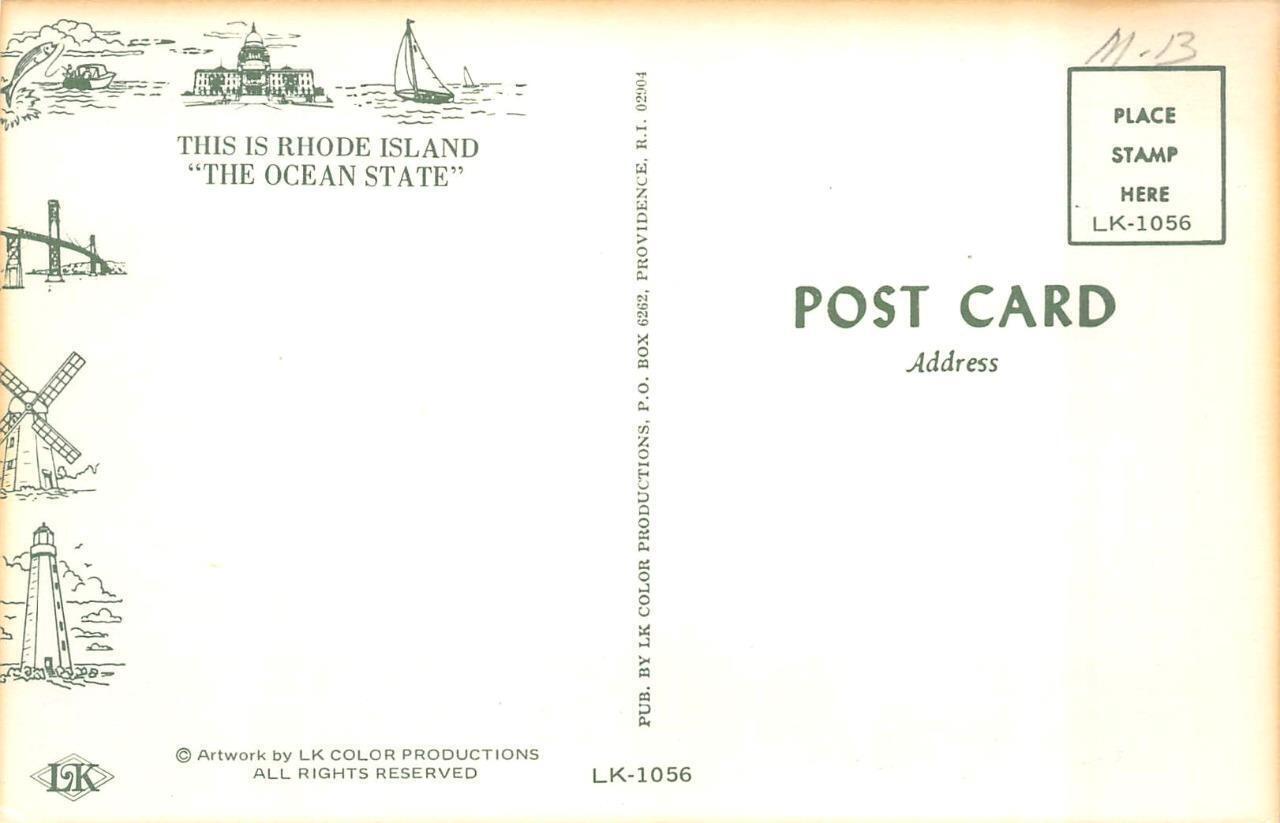 THIS IS RHODE ISLAND
“THE OCEAN STATE”
PUB. BY LK COLOR PRODUCTIONS, P.O. BOX 6262, PROVIDENCE, R.I. 02904
M-B
PLACE
STAMP
HERE
LK-1056
POST CARD
Address
LK
© Artwork by LK COLOR PRODUCTIONS
ALL RIGHTS RESERVED
LK-1056